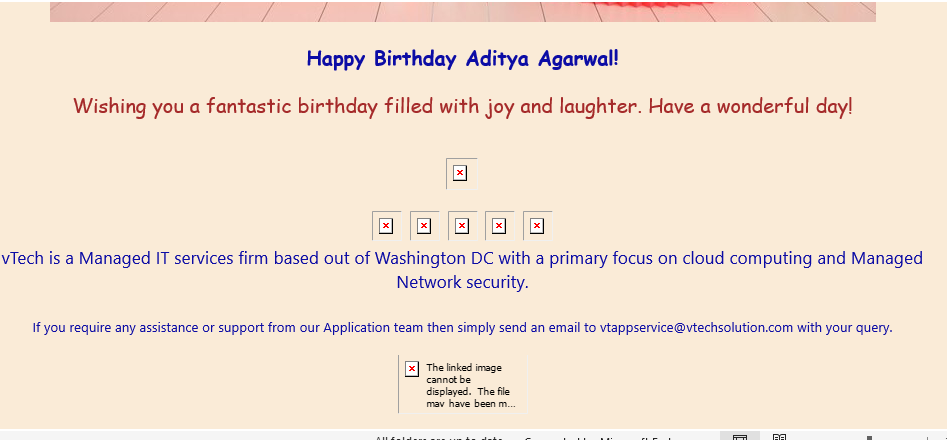 Happy Birthday Aditya Agarwal!
Wishing you a fantastic birthday filled with joy and laughter. Have a wonderful day!
vTech is a Managed IT services firm based out of Washington DC with a primary focus on cloud computing and Managed
Network security.
If you require any assistance or support from our Application team then simply send an email to vtappservice@vtechsolution.com with your query.
The linked image
cannot be
displayed. The file
may have been m...
All folders are up to date.